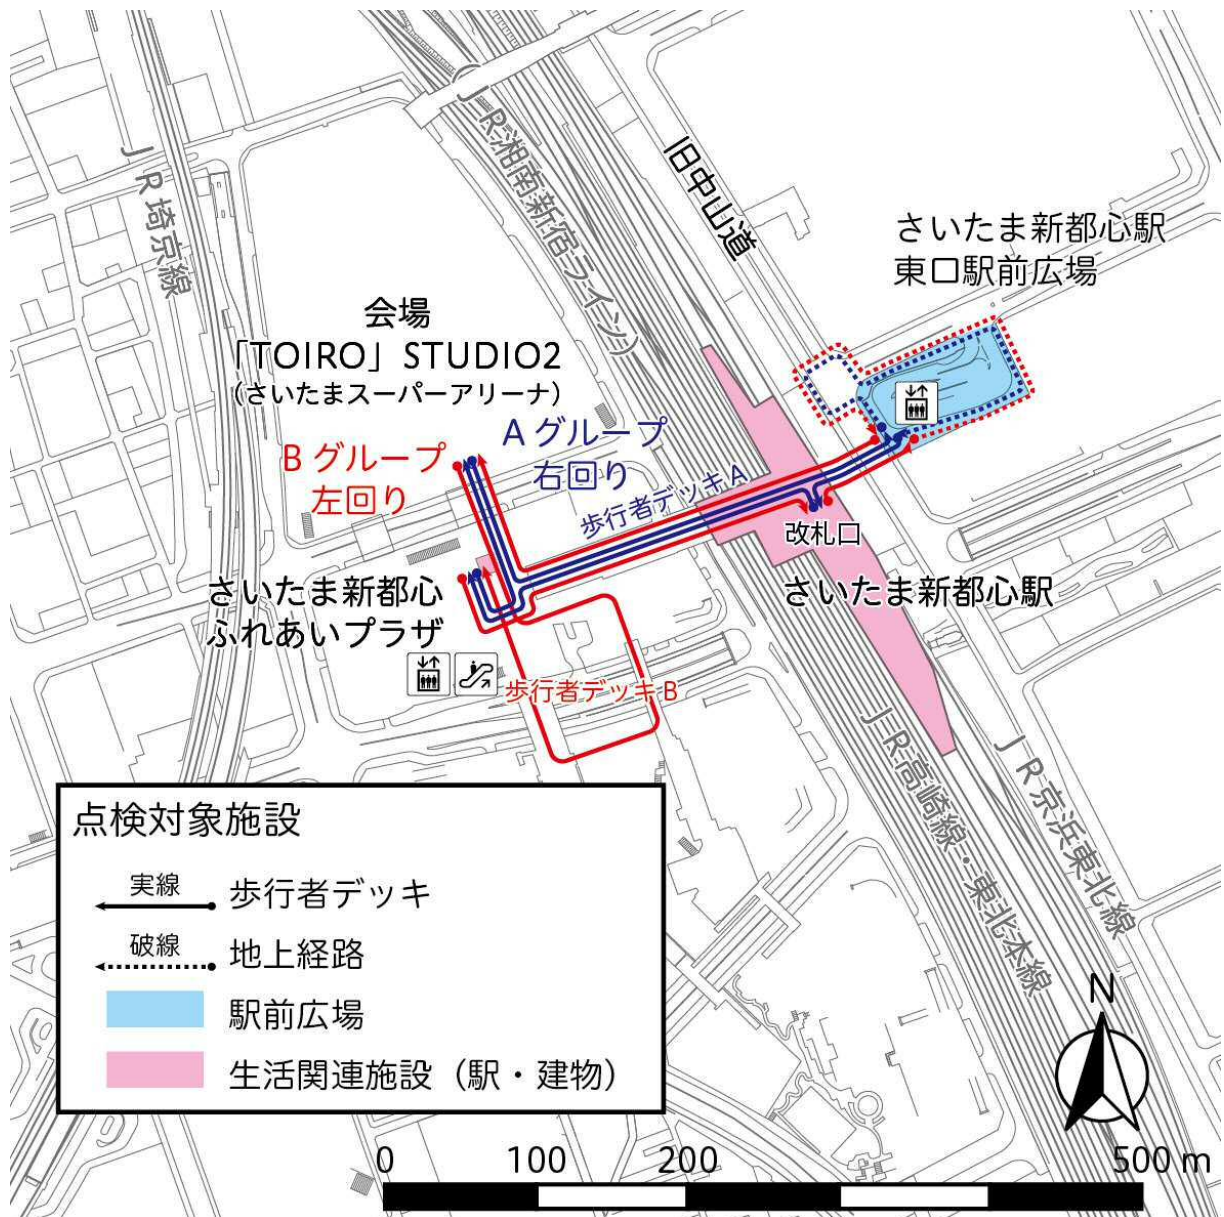 JR埼京線
JR湘南新宿ライン
旧中山道
さいたま新都心駅
東口駅前広場
会場
「TOIRO」STUDIO2
(さいたまスーパーアリーナ)
Bグループ
左回り
Aグループ
右回り
歩行者デッキA
改札口
さいたま新都心駅
さいたま新都心
ふれあいプラザ
歩行者デッキB
JR高崎線・東北本線
JR京浜東北線
点検対象施設
実線
歩行者デッキ
破線
地上経路
駅前広場
生活関連施設(駅・建物)
N
0 100 200 500 m